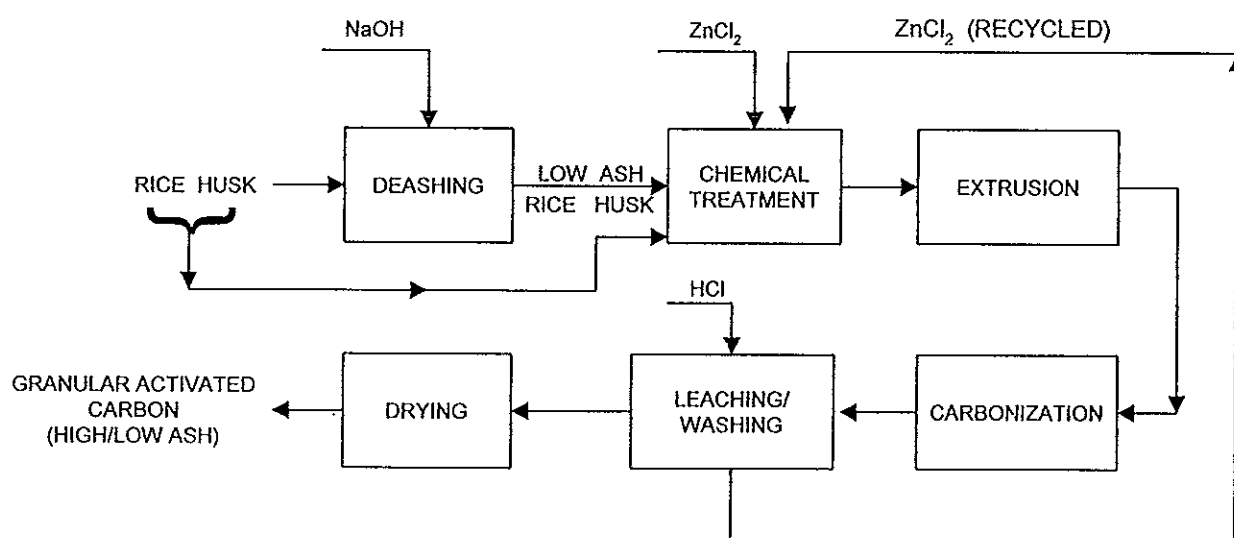 NaOH
ZnCl₂
ZnCl₂ (RECYCLED)
RICE HUSK
DEASHING
LOW ASH
RICE HUSK
CHEMICAL
TREATMENT
EXTRUSION
HCl
GRANULAR ACTIVATED
CARBON
(HIGH/LOW ASH)
DRYING
LEACHING/
WASHING
CARBONIZATION